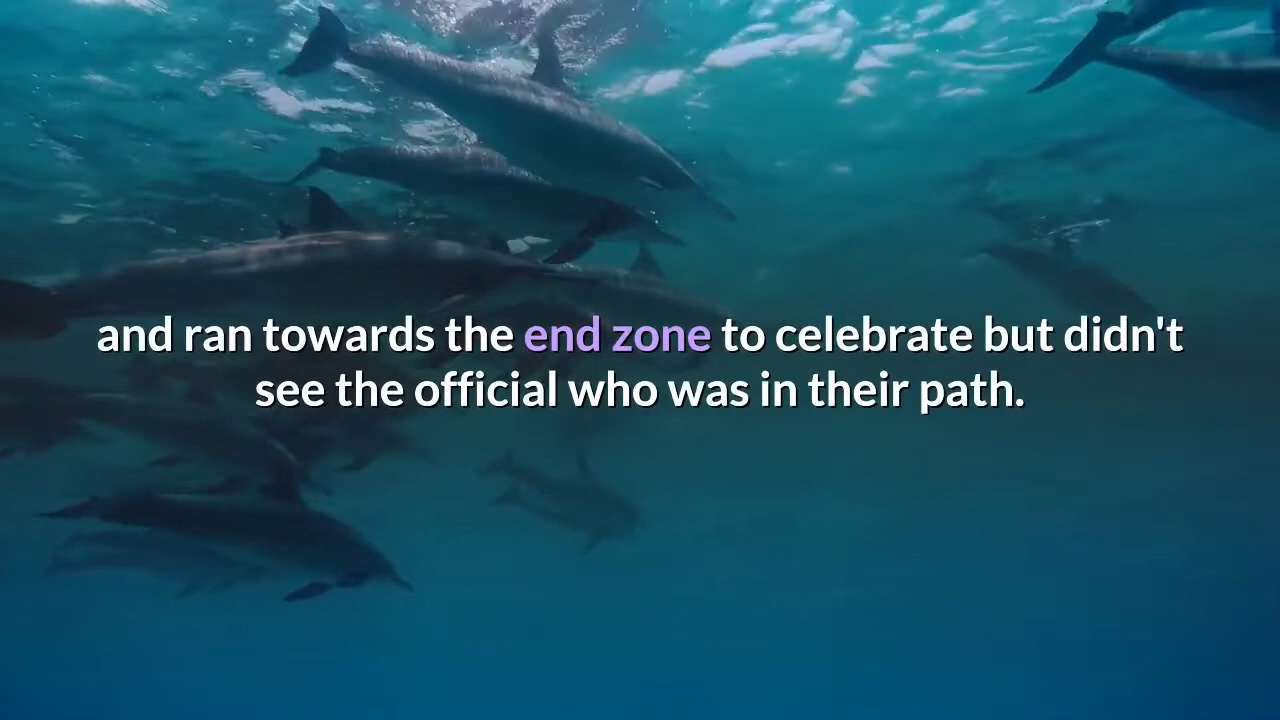 and ran towards the end zone to celebrate but didn't
see the official who was in their path.